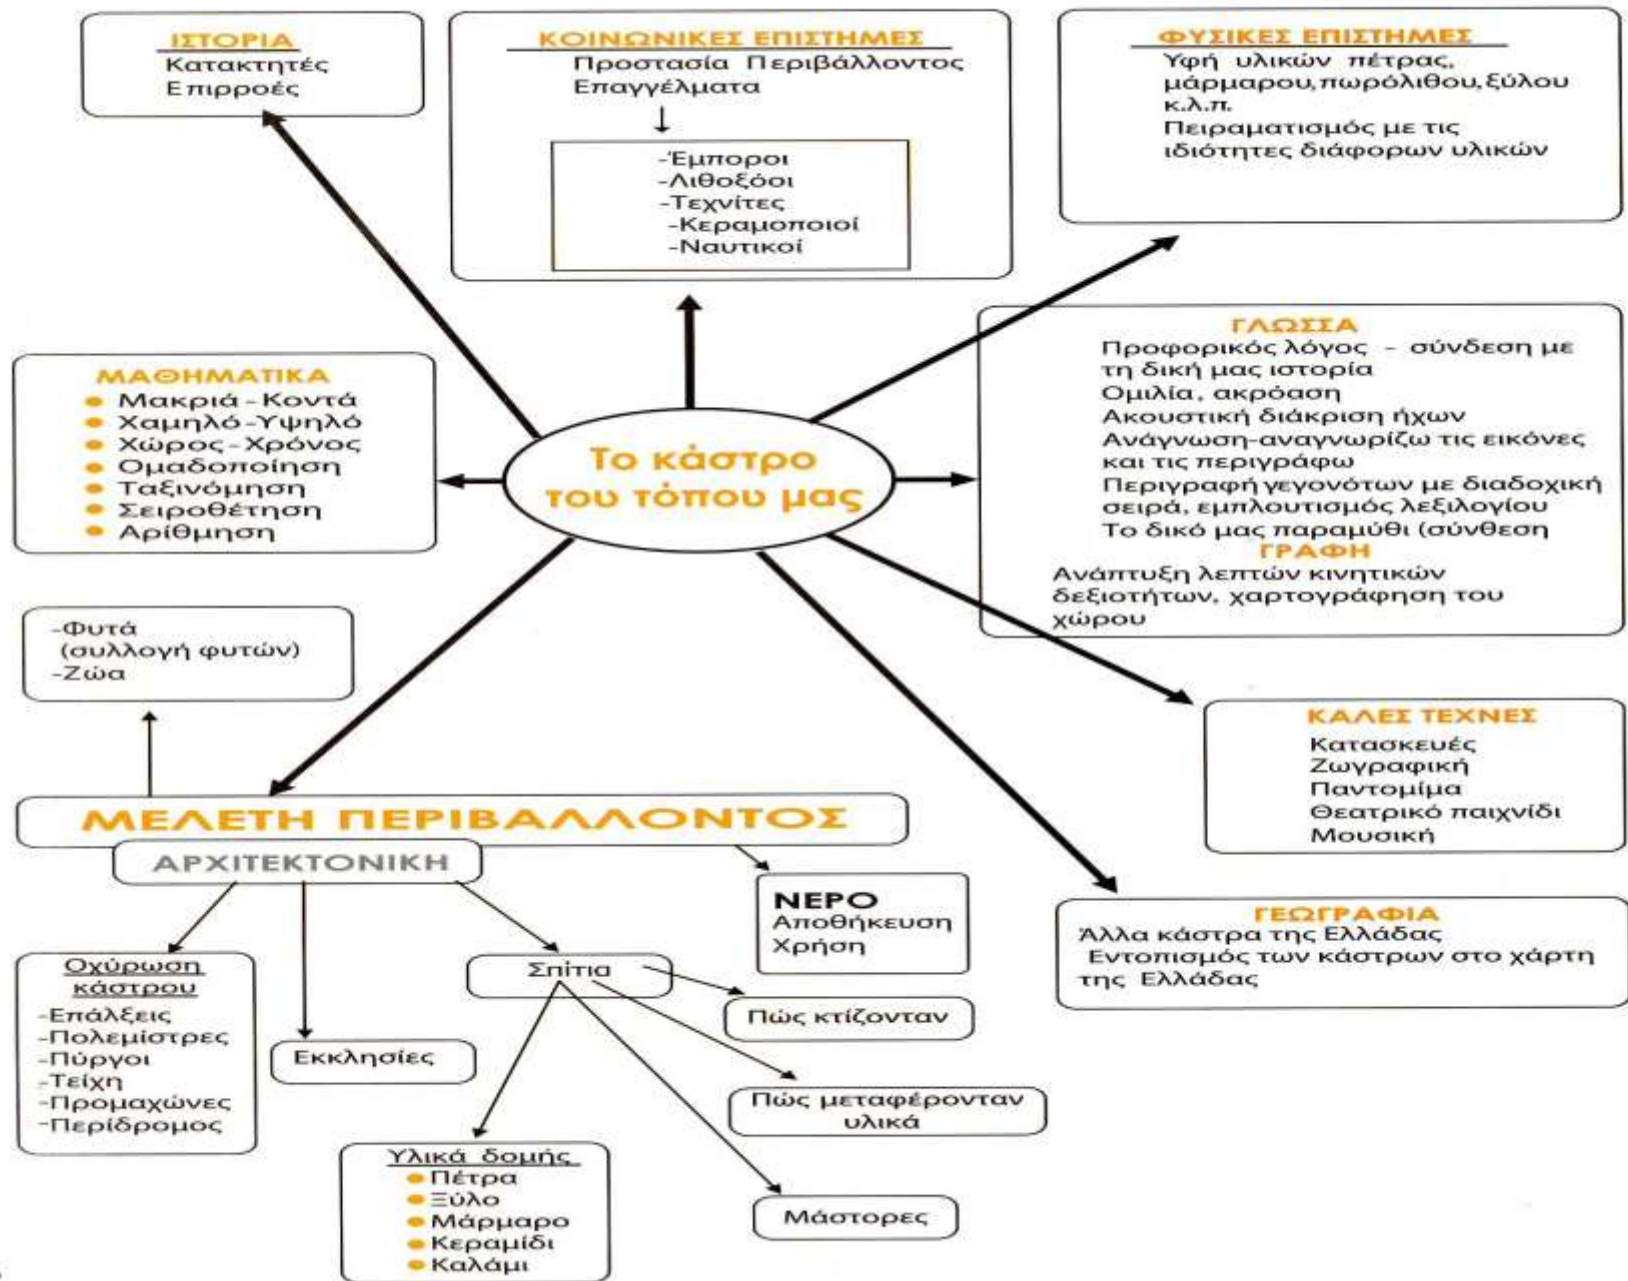 ΙΣΤΟΡΙΑ
Κατακτητές
Επιρροές
ΚΟΙΝΩΝΙΚΕΣ ΕΠΙΣΤΗΜΕΣ
Προστασία Περιβάλλοντος
Επαγγέλματα
-Έμποροι
-Λιθοξόοι
-Τεχνίτες
-Κεραμοποιοί
-Ναυτικοί
ΦΥΣΙΚΕΣ ΕΠΙΣΤΗΜΕΣ
Υφή υλικών πέτρας,
μάρμαρου,πωρόλιθου,ξύλου
κ.λ.π.
Πειραματισμός με τις
ιδιότητες διάφορων υλικών
ΜΑΘΗΜΑΤΙΚΑ
Μακριά-Κοντά
Χαμηλό-Υψηλό
Χώρος-Χρόνος
Ομαδοποίηση
Ταξινόμηση
Σειροθέτηση
Αρίθμηση
Το κάστρο
του τόπου μας
ΓΛΩΣΣΑ
Προφορικός λόγος - σύνδεση με
τη δική μας ιστορία
Ομιλία, ακρόαση
Ακουστική διάκριση ήχων
Ανάγνωση-αναγνωρίζω τις εικόνες
και τις περιγράφω
Περιγραφή γεγονότων με διαδοχική
σειρά, εμπλουτισμός λεξιλογίου
Το δικό μας παραμύθι (σύνθεση
ΓΡΑΦΗ
Ανάπτυξη λεπτών κινητικών
δεξιοτήτων, χαρτογράφηση του
χώρου
-Φυτά
(συλλογή φυτών)
-Ζώα
ΚΑΛΕΣ ΤΕΧΝΕΣ
Κατασκευές
Ζωγραφική
Παντομίμα
Θεατρικό παιχνίδι
Μουσική
ΜΕΛΕΤΗ ΠΕΡΙΒΑΛΛΟΝΤΟΣ
ΑΡΧΙΤΕΚΤΟΝΙΚΗ
ΝΕΡΟ
Αποθήκευση
Χρήση
ΓΕΩΓΡΑΦΙΑ
Άλλα κάστρα της Ελλάδας
Εντοπισμός των κάστρων στο χάρτη
της Ελλάδας
Οχύρωση
κάστρου
-Επάλξεις
-Πολεμίστρες
-Πύργοι
-Τείχη
-Προμαχώνες
-Περίδρομος
Εκκλησίες
Σπίτια
Πώς κτίζονταν
Πώς μεταφέρονταν
υλικά
Μάστορες
Υλικά δομής
Πέτρα
Ξύλο
Μάρμαρο
Κεραμίδι
Καλάμι